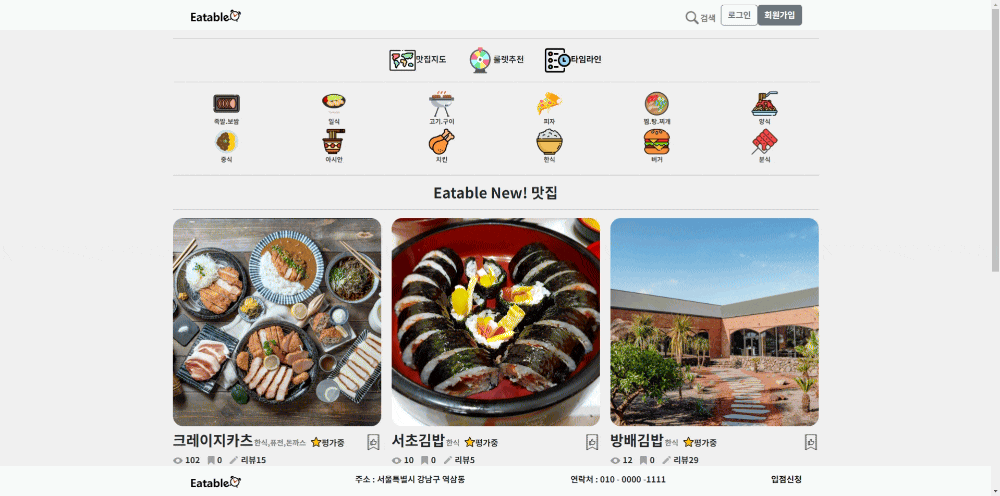 Eatable
검색 로그인 회원가입
맛집지도 룰렛추천 타임라인
족발.보쌈 일식 고기.구이 피자 찜.탕.찌개 양식
중식 아시안 치킨 한식 버거 분식
Eatable New! 맛집
크레이지카츠 한식,퓨전,돈까스 평가중
102 0 리뷰15
서초김밥 한식 평가중
10 0 리뷰5
방배김밥 한식 평가중
12 0 리뷰29
Eatable
주소 : 서울특별시 강남구 역삼동
연락처 : 010 - 0000 -1111
입점신청